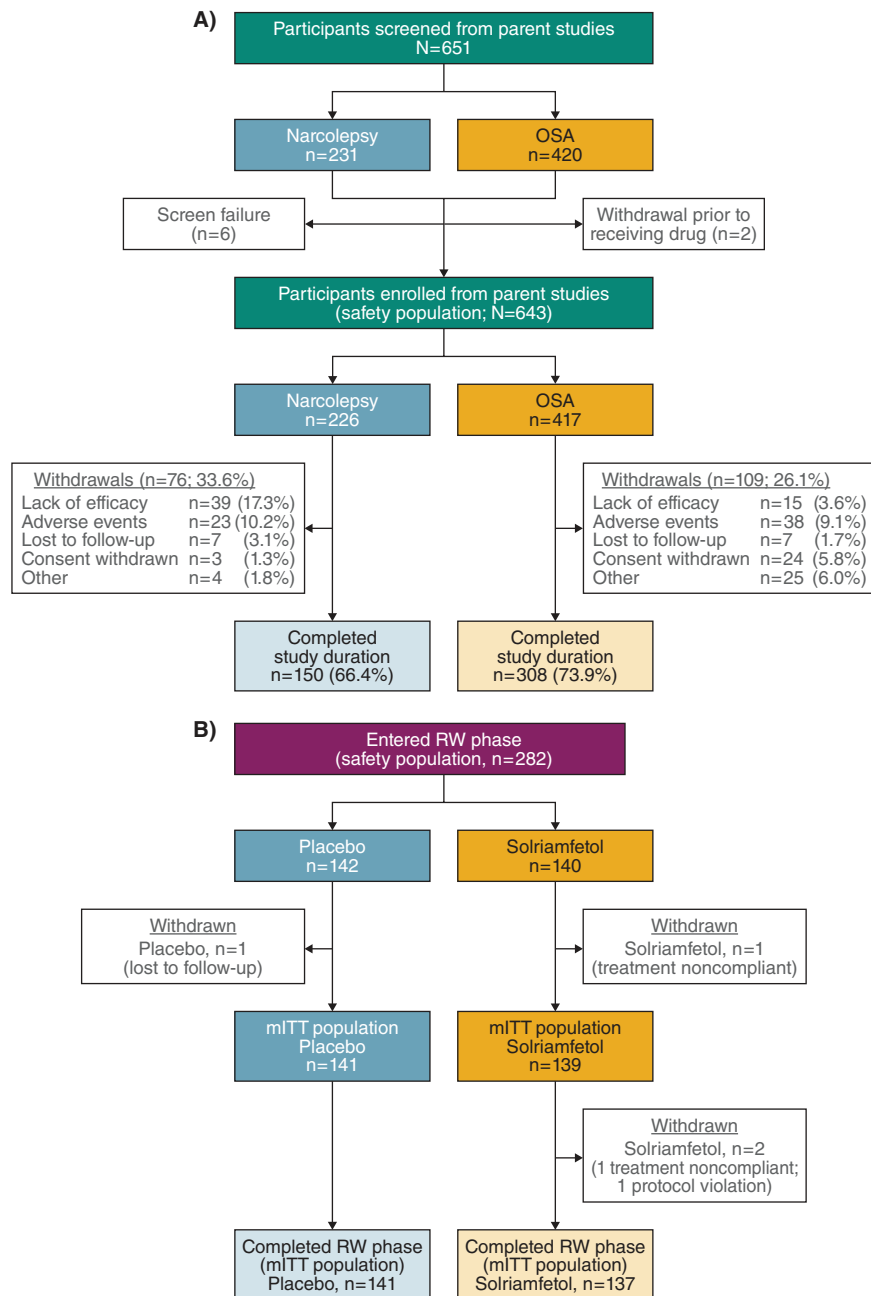 A)
Participants screened from parent studies
N=651
Narcolepsy
n=231
OSA
n=420
Screen failure
(n=6)
Withdrawal prior to
receiving drug (n=2)
Participants enrolled from parent studies
(safety population; N=643)
Narcolepsy
n=226
OSA
n=417
Withdrawals (n=76; 33.6%)
Lack of efficacy n=39 (17.3%)
Adverse events n=23 (10.2%)
Lost to follow-up n=7 (3.1%)
Consent withdrawn n=3 (1.3%)
Other n=4 (1.8%)
Withdrawals (n=109; 26.1%)
Lack of efficacy n=15 (3.6%)
Adverse events n=38 (9.1%)
Lost to follow-up n=7 (1.7%)
Consent withdrawn n=24 (5.8%)
Other n=25 (6.0%)
Completed
study duration
n=150 (66.4%)
Completed
study duration
n=308 (73.9%)
B)
Entered RW phase
(safety population, n=282)
Placebo
n=142
Solriamfetol
n=140
Withdrawn
Placebo, n=1
(lost to follow-up)
Withdrawn
Solriamfetol, n=1
(treatment noncompliant)
mITT population
Placebo
n=141
mITT population
Solriamfetol
n=139
Withdrawn
Solriamfetol, n=2
(1 treatment noncompliant;
1 protocol violation)
Completed RW phase
(mITT population)
Placebo, n=141
Completed RW phase
(mITT population)
Solriamfetol, n=137